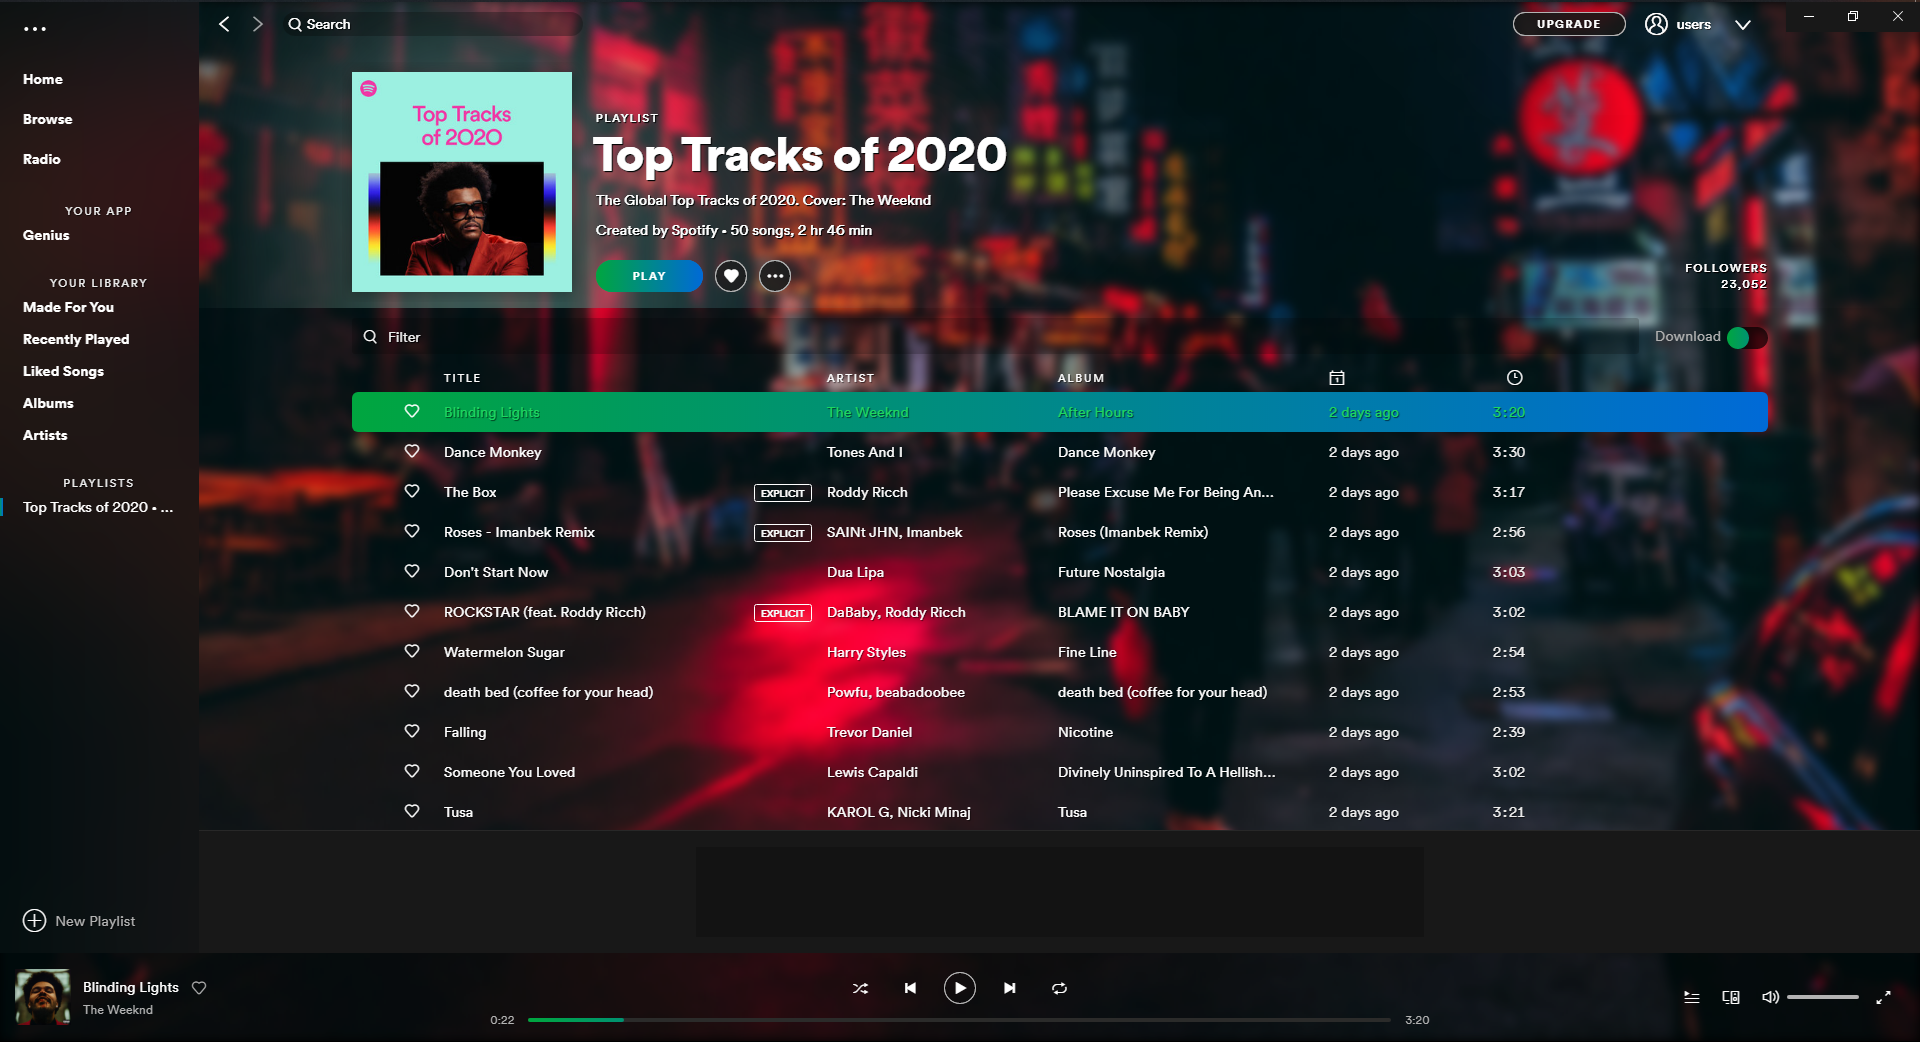 Search
UPGRADE
users
Home
Browse
Radio
YOUR APP
Genius
YOUR LIBRARY
Made For You
Recently Played
Liked Songs
Albums
Artists
PLAYLISTS
Top Tracks of 2020 • ...
New Playlist
Top Tracks
of 2020
PLAYLIST
Top Tracks of 2020
The Global Top Tracks of 2020. Cover: The Weeknd
Created by Spotify • 50 songs, 2 hr 46 min
PLAY
FOLLOWERS
23,052
Filter
Download
TITLE ARTIST ALBUM
Blinding Lights The Weeknd After Hours 2 days ago 3:20
Dance Monkey Tones And I Dance Monkey 2 days ago 3:30
The Box EXPLICIT Roddy Ricch Please Excuse Me For Being An... 2 days ago 3:17
Roses - Imanbek Remix EXPLICIT SAINt JHN, Imanbek Roses (Imanbek Remix) 2 days ago 2:56
Don't Start Now Dua Lipa Future Nostalgia 2 days ago 3:03
ROCKSTAR (feat. Roddy Ricch) EXPLICIT DaBaby, Roddy Ricch BLAME IT ON BABY 2 days ago 3:02
Watermelon Sugar Harry Styles Fine Line 2 days ago 2:54
death bed (coffee for your head) Powfu, beabadoobee death bed (coffee for your head) 2 days ago 2:53
Falling Trevor Daniel Nicotine 2 days ago 2:39
Someone You Loved Lewis Capaldi Divinely Uninspired To A Hellish... 2 days ago 3:02
Tusa KAROL G, Nicki Minaj Tusa 2 days ago 3:21
Blinding Lights
The Weeknd
0:22
3:20